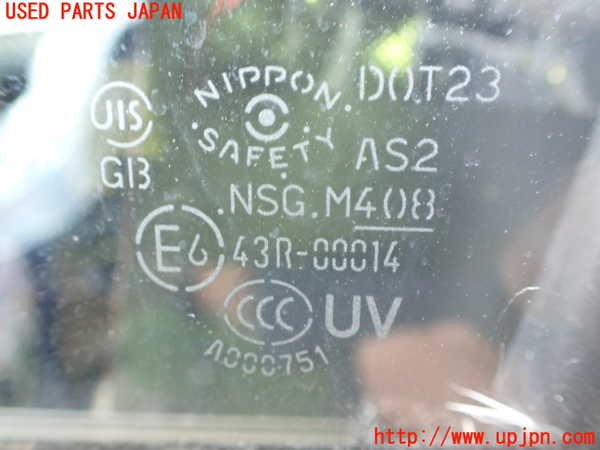 USED PARTS JAPAN
JIS
GB
NIPPON
SAFETY
DOT23
AS2
.NSG.M408
E6 43R-00014
CCC UV
A000751
http://www.upjpn.com/